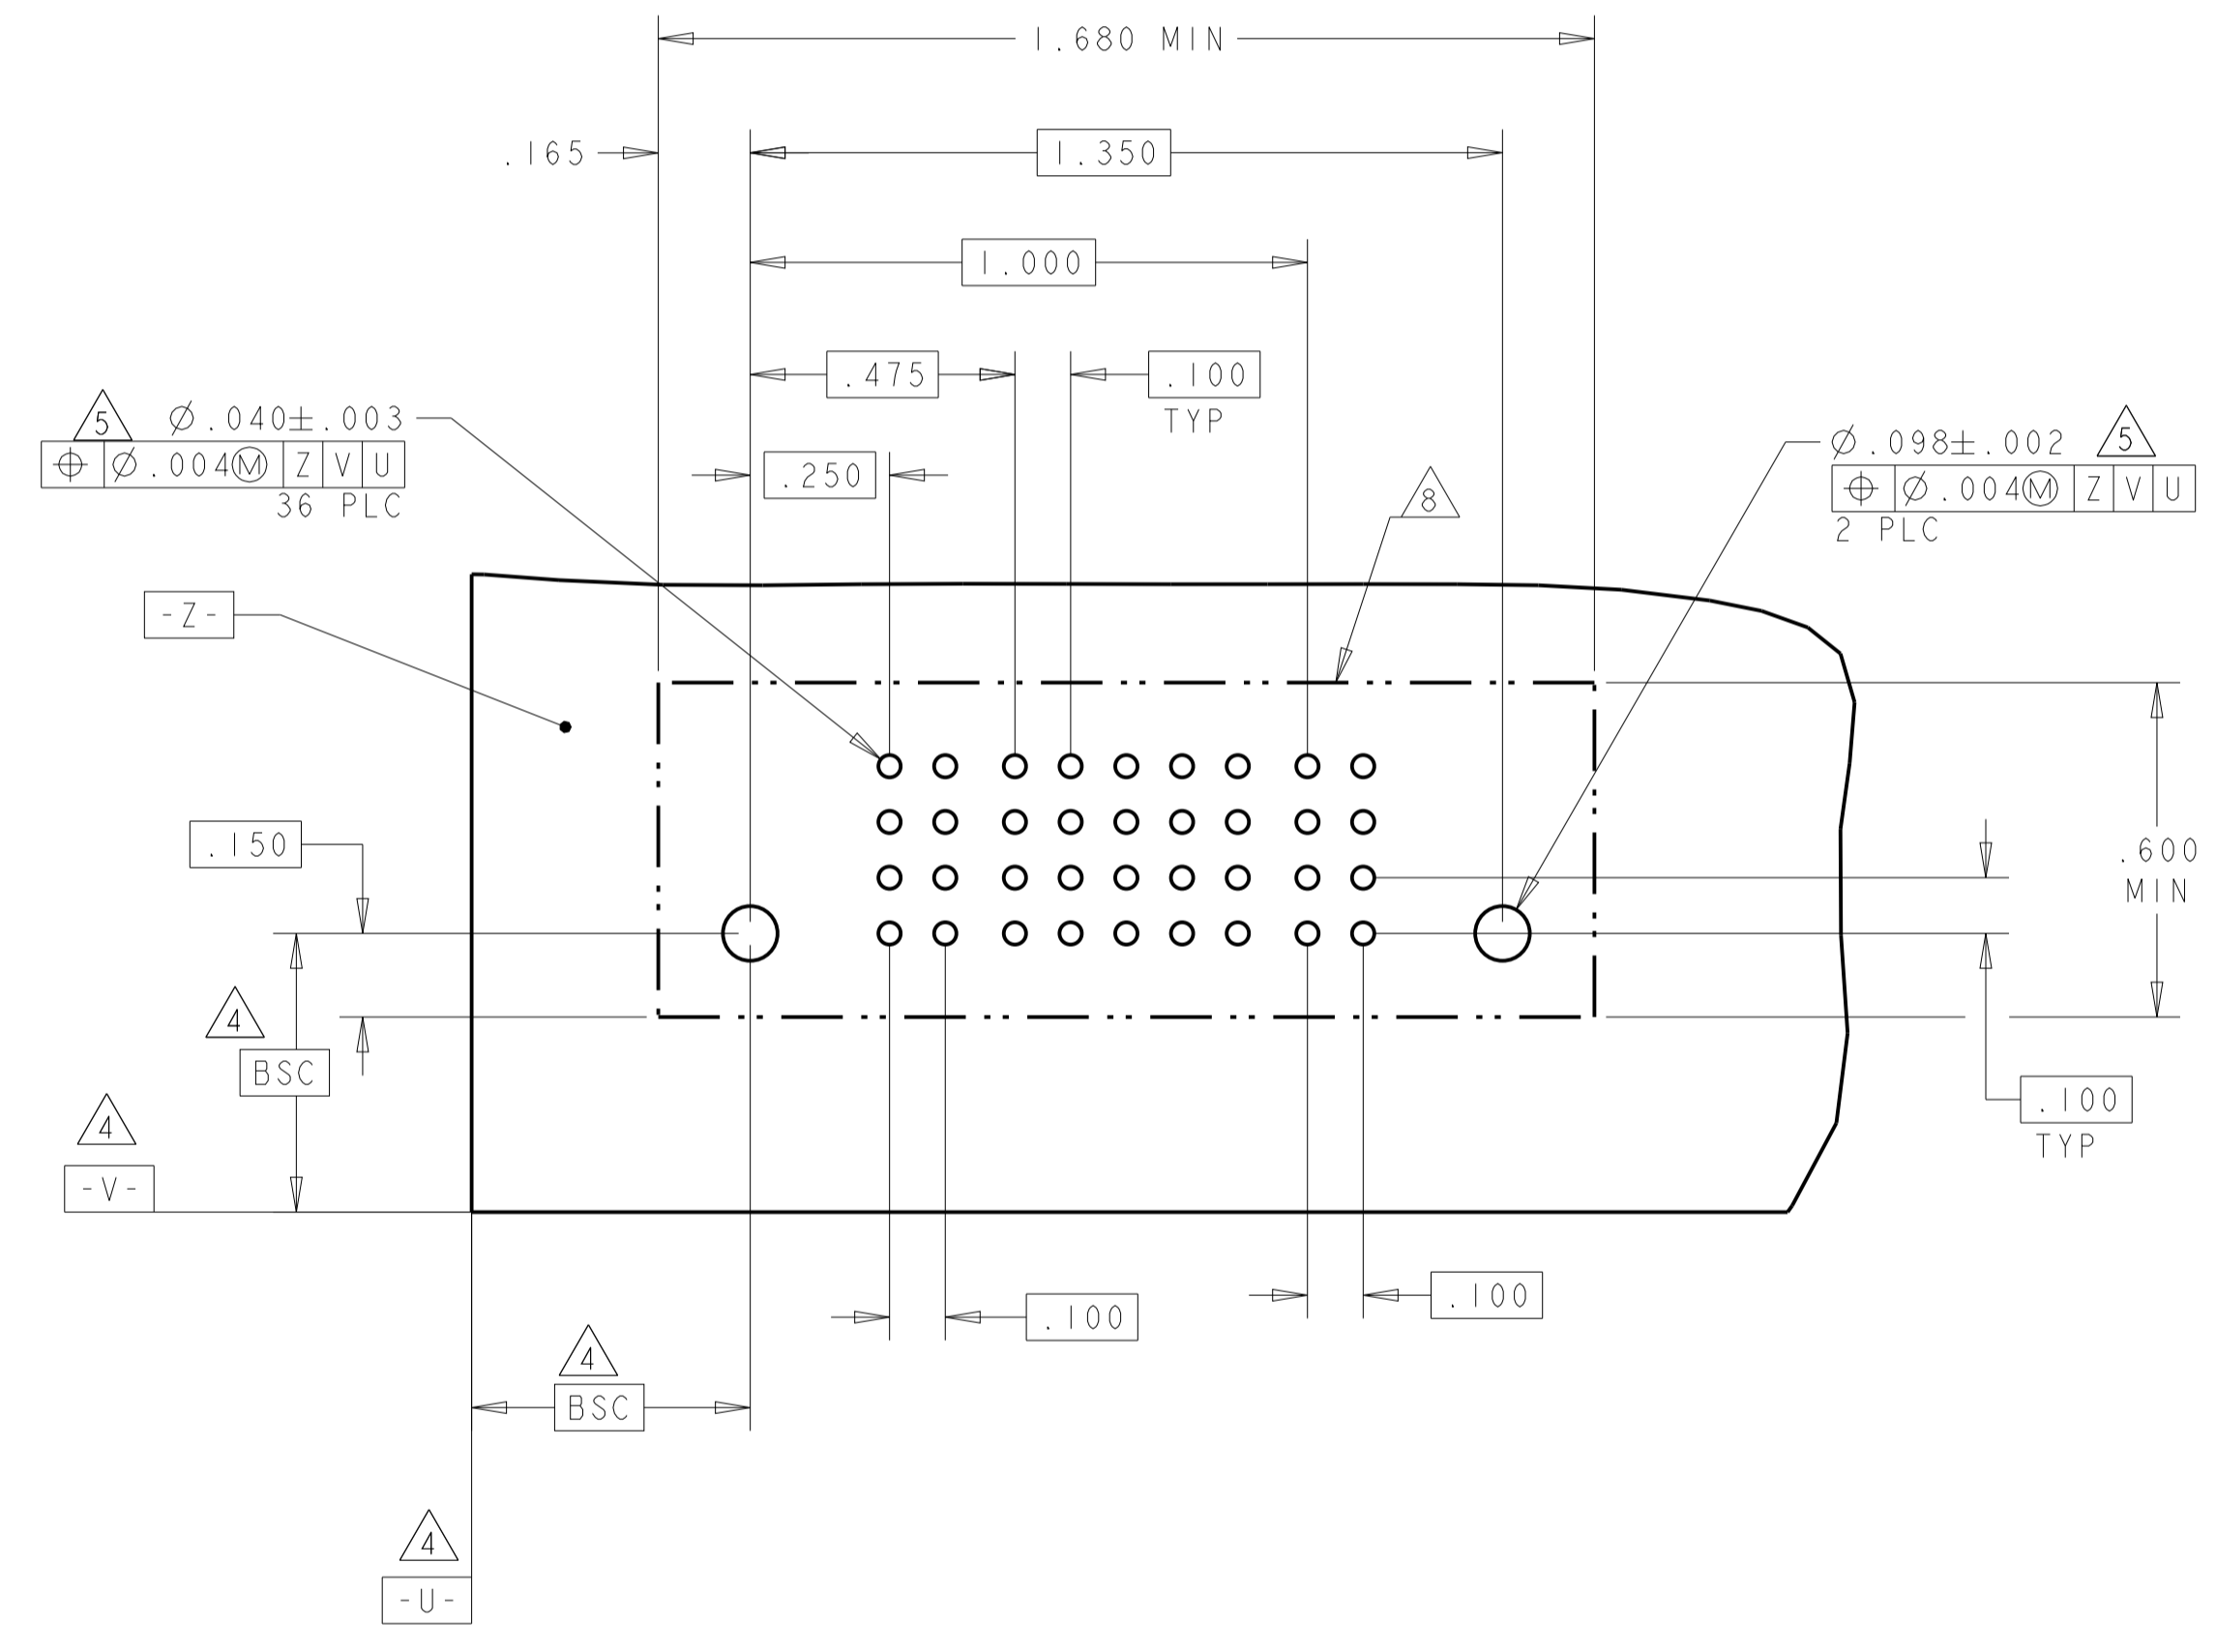 1.680 MIN
.165
1.350
1.000
.475
.100
TYP
5
Ø.040±.003
⌖ Ø.004Ⓜ Z V U
36 PLC
.250
8
Ø.098±.002
5
⌖ Ø.004Ⓜ Z V U
2 PLC
-Z-
.150
.600
MIN
4
BSC
4
-V-
.100
TYP
.100
.100
4
BSC
4
-U-